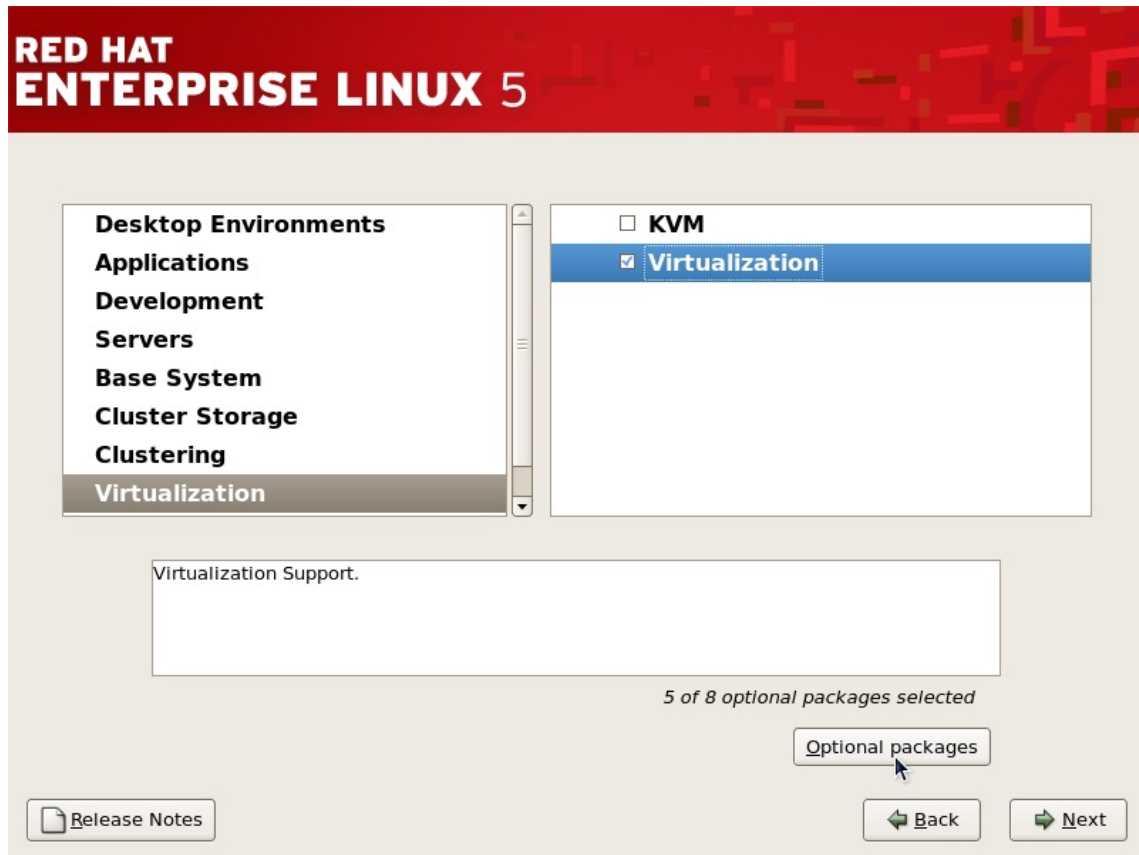 RED HAT
ENTERPRISE LINUX 5
Desktop Environments
Applications
Development
Servers
Base System
Cluster Storage
Clustering
Virtualization
KVM
Virtualization
Virtualization Support.
5 of 8 optional packages selected
Optional packages
Release Notes
Back
Next